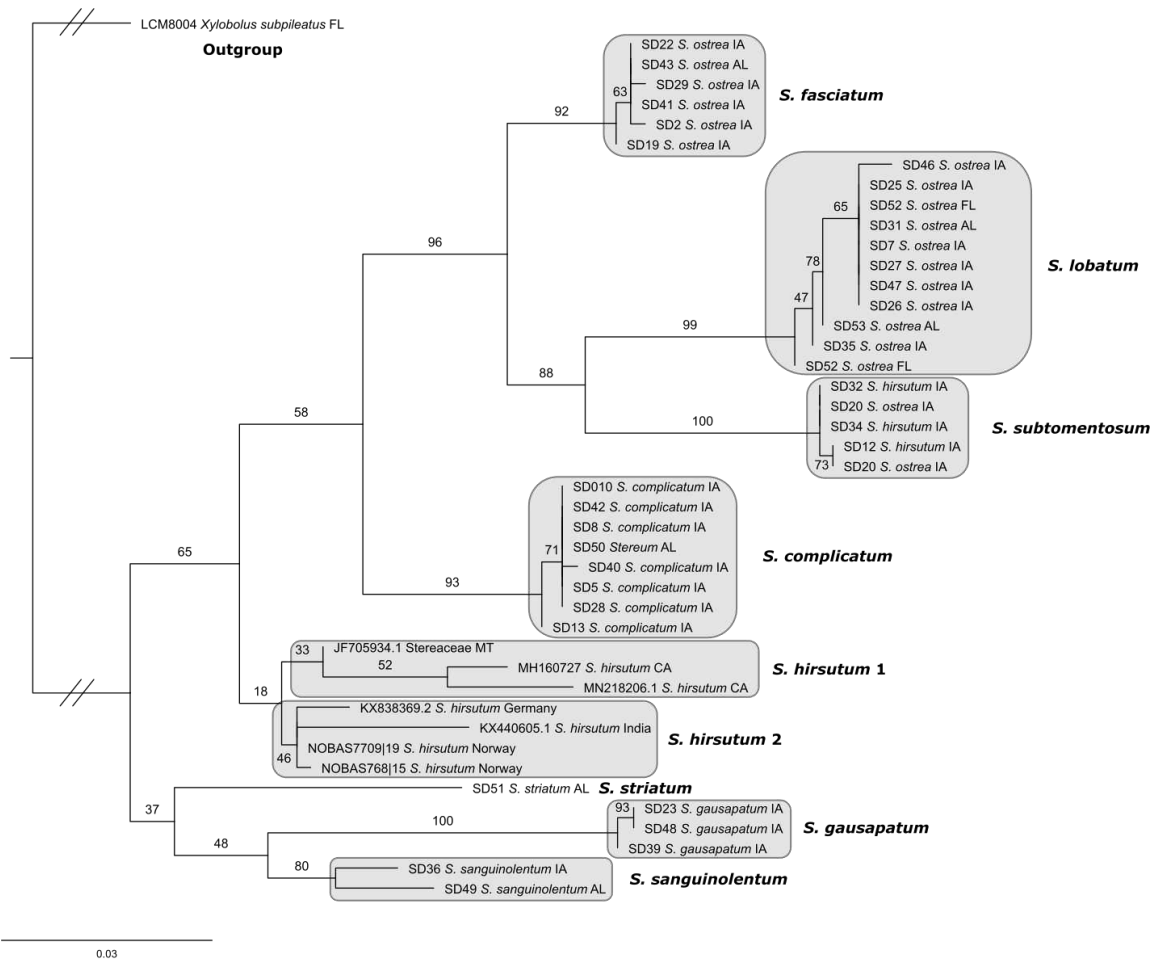 LCM8004 Xylobolus subpileatus FL
Outgroup
SD22 S. ostrea IA
SD43 S. ostrea AL
SD29 S. ostrea IA
63
SD41 S. ostrea IA
SD2 S. ostrea IA
SD19 S. ostrea IA
S. fasciatum
92
SD46 S. ostrea IA
SD25 S. ostrea IA
65
SD52 S. ostrea FL
SD31 S. ostrea AL
SD7 S. ostrea IA
96
78
SD27 S. ostrea IA
S. lobatum
SD47 S. ostrea IA
47
SD26 S. ostrea IA
99
SD53 S. ostrea AL
SD35 S. ostrea IA
SD52 S. ostrea FL
88
SD32 S. hirsutum IA
SD20 S. ostrea IA
58
100
SD34 S. hirsutum IA
S. subtomentosum
SD12 S. hirsutum IA
73
SD20 S. ostrea IA
SD010 S. complicatum IA
SD42 S. complicatum IA
SD8 S. complicatum IA
71
SD50 Stereum AL
S. complicatum
65
SD40 S. complicatum IA
93
SD5 S. complicatum IA
SD28 S. complicatum IA
SD13 S. complicatum IA
33
JF705934.1 Stereaceae MT
52
MH160727 S. hirsutum CA
S. hirsutum 1
18
MN218206.1 S. hirsutum CA
KX838369.2 S. hirsutum Germany
KX440605.1 S. hirsutum India
S. hirsutum 2
46
NOBAS7709|19 S. hirsutum Norway
NOBAS768|15 S. hirsutum Norway
SD51 S. striatum AL
S. striatum
37
93
SD23 S. gausapatum IA
100
SD48 S. gausapatum IA
S. gausapatum
48
SD39 S. gausapatum IA
80
SD36 S. sanguinolentum IA
SD49 S. sanguinolentum AL
S. sanguinolentum
0.03